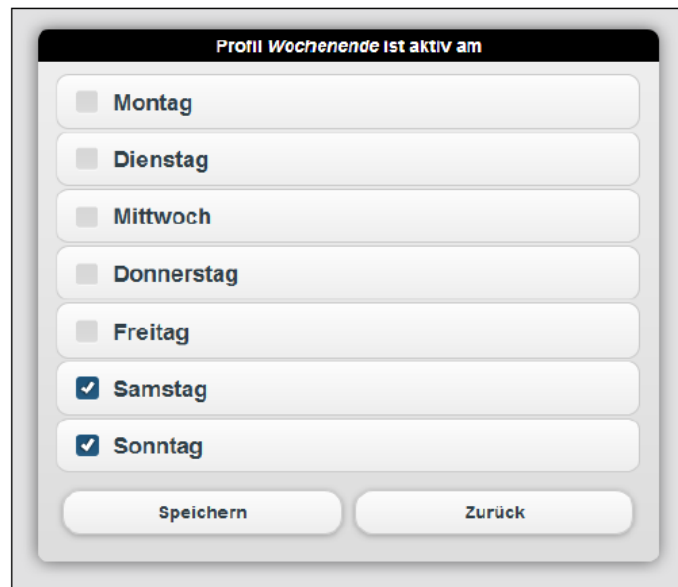 Profil Wochenende ist aktiv am
Montag
Dienstag
Mittwoch
Donnerstag
Freitag
Samstag
Sonntag
Speichern Zurück